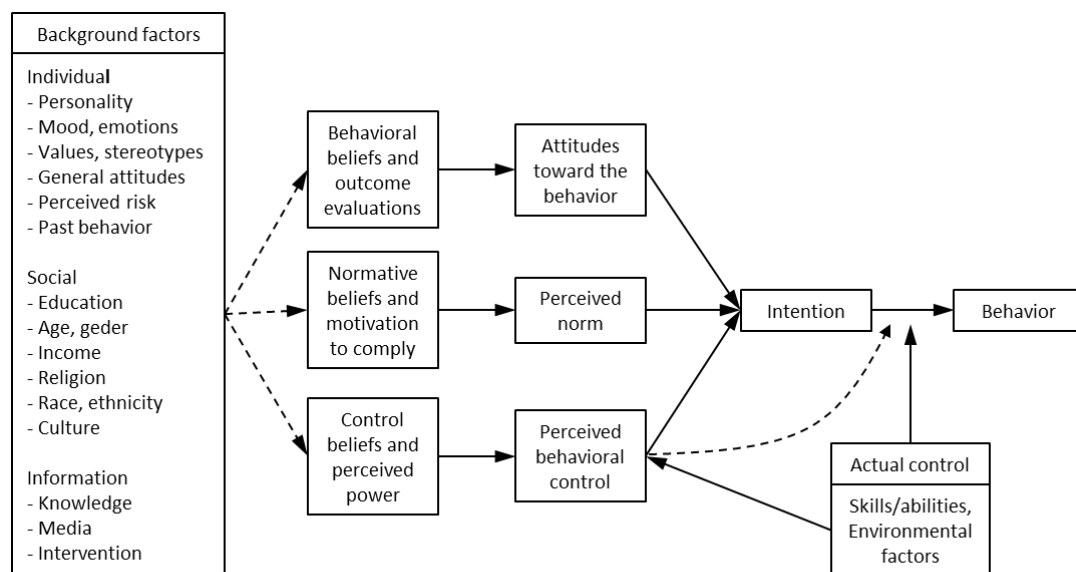 Background factors
Individual
- Personality
- Mood, emotions
- Values, stereotypes
- General attitudes
- Perceived risk
- Past behavior
Social
- Education
- Age, geder
- Income
- Religion
- Race, ethnicity
- Culture
Information
- Knowledge
- Media
- Intervention
Behavioral
beliefs and
outcome
evaluations
Attitudes
toward the
behavior
Normative
beliefs and
motivation
to comply
Perceived
norm
Control
beliefs and
perceived
power
Perceived
behavioral
control
Intention
Behavior
Actual control
Skills/abilities,
Environmental
factors